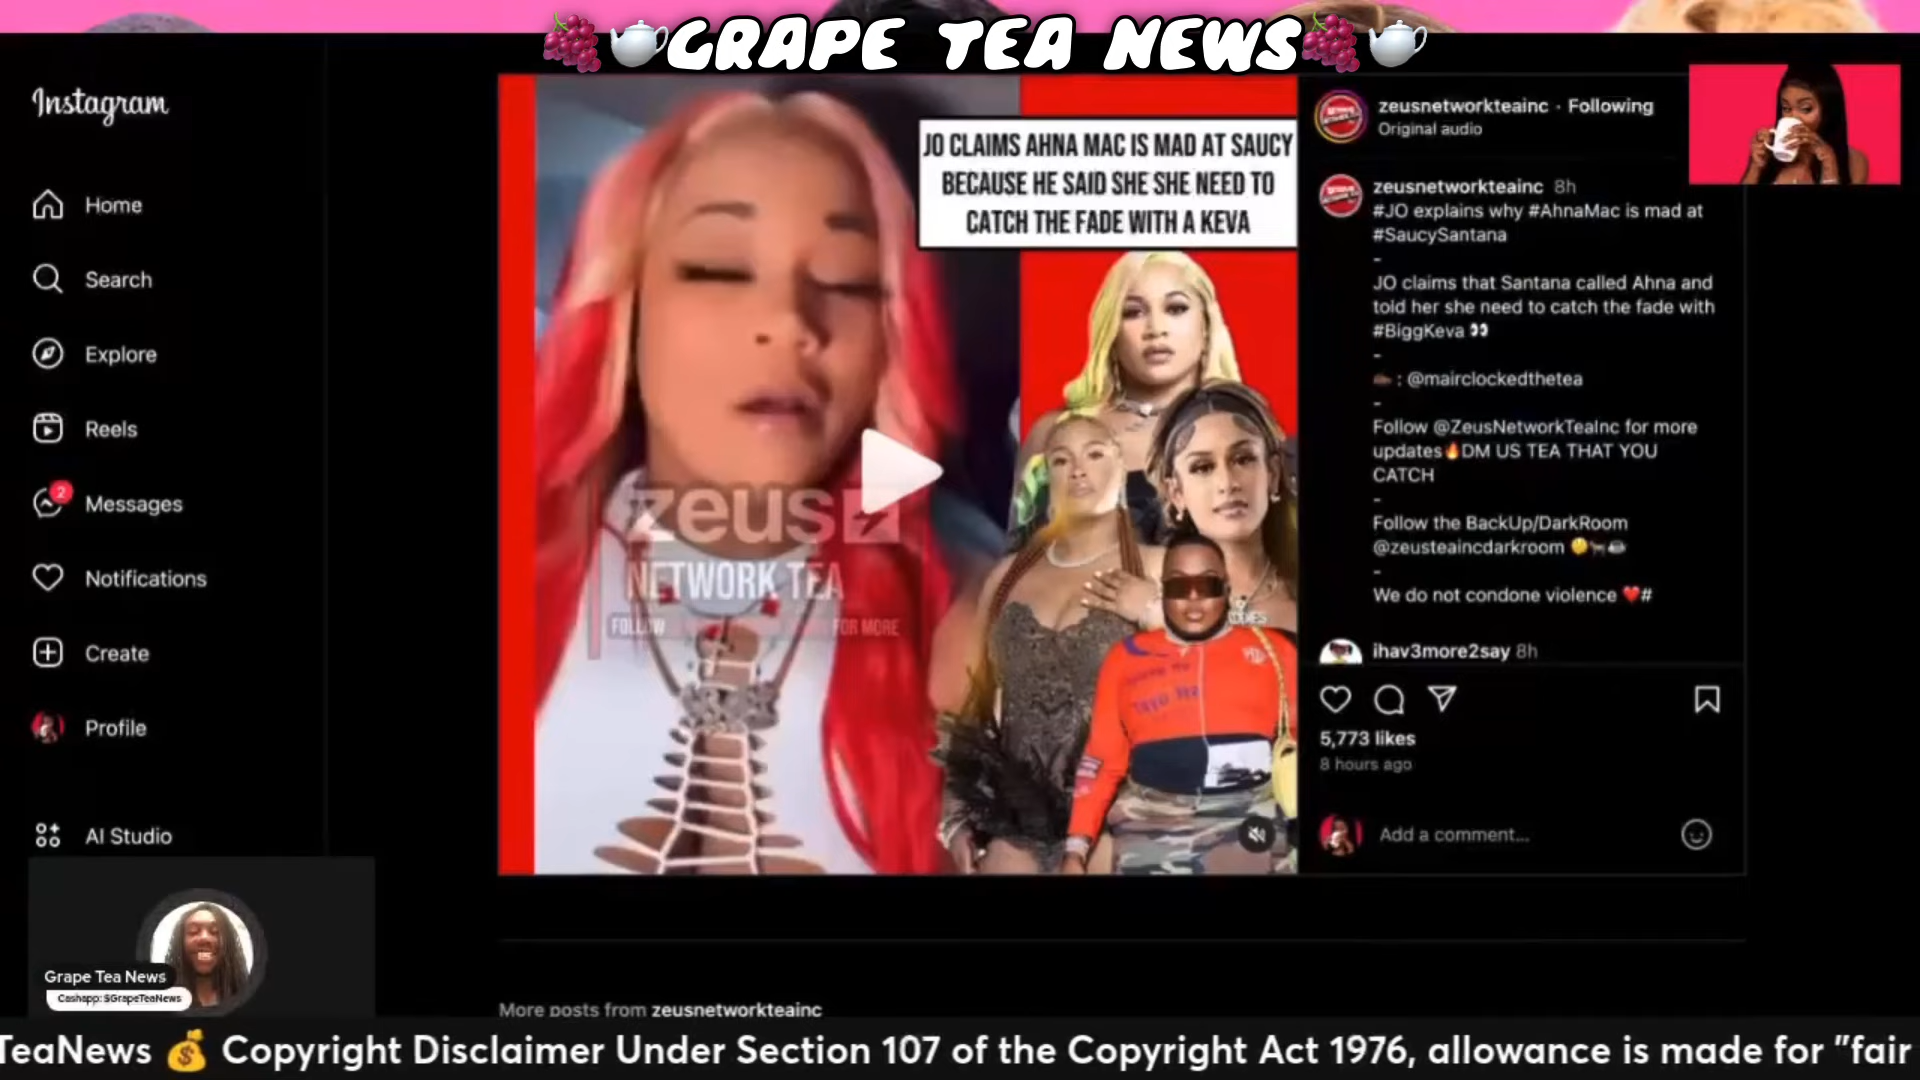 GRAPE TEA NEWS
Instagram
Home
Search
Explore
Reels
2
Messages
Notifications
Create
Profile
AI Studio
JO CLAIMS AHNA MAC IS MAD AT SAUCY
BECAUSE HE SAID SHE SHE NEED TO
CATCH THE FADE WITH A KEVA
zeus
NETWORK TEA
FOLLOW
FOR MORE
zeusnetworkteainc · Following
Original audio
zeusnetworkteainc 8h
#JO explains why #AhnaMac is mad at
#SaucySantana
-
JO claims that Santana called Ahna and
told her she need to catch the fade with
#BiggKeva 👀
-
✍🏾 : @mairclockedthetea
-
Follow @ZeusNetworkTeaInc for more
updates🔥DM US TEA THAT YOU
CATCH
-
Follow the BackUp/DarkRoom
@zeusteaincdarkroom
-
We do not condone violence ❤️#
ihav3more2say 8h
5,773 likes
8 hours ago
Add a comment...
Grape Tea News
Cashapp: $GrapeTeaNews
More posts from zeusnetworkteainc
TeaNews 💰 Copyright Disclaimer Under Section 107 of the Copyright Act 1976, allowance is made for "fair